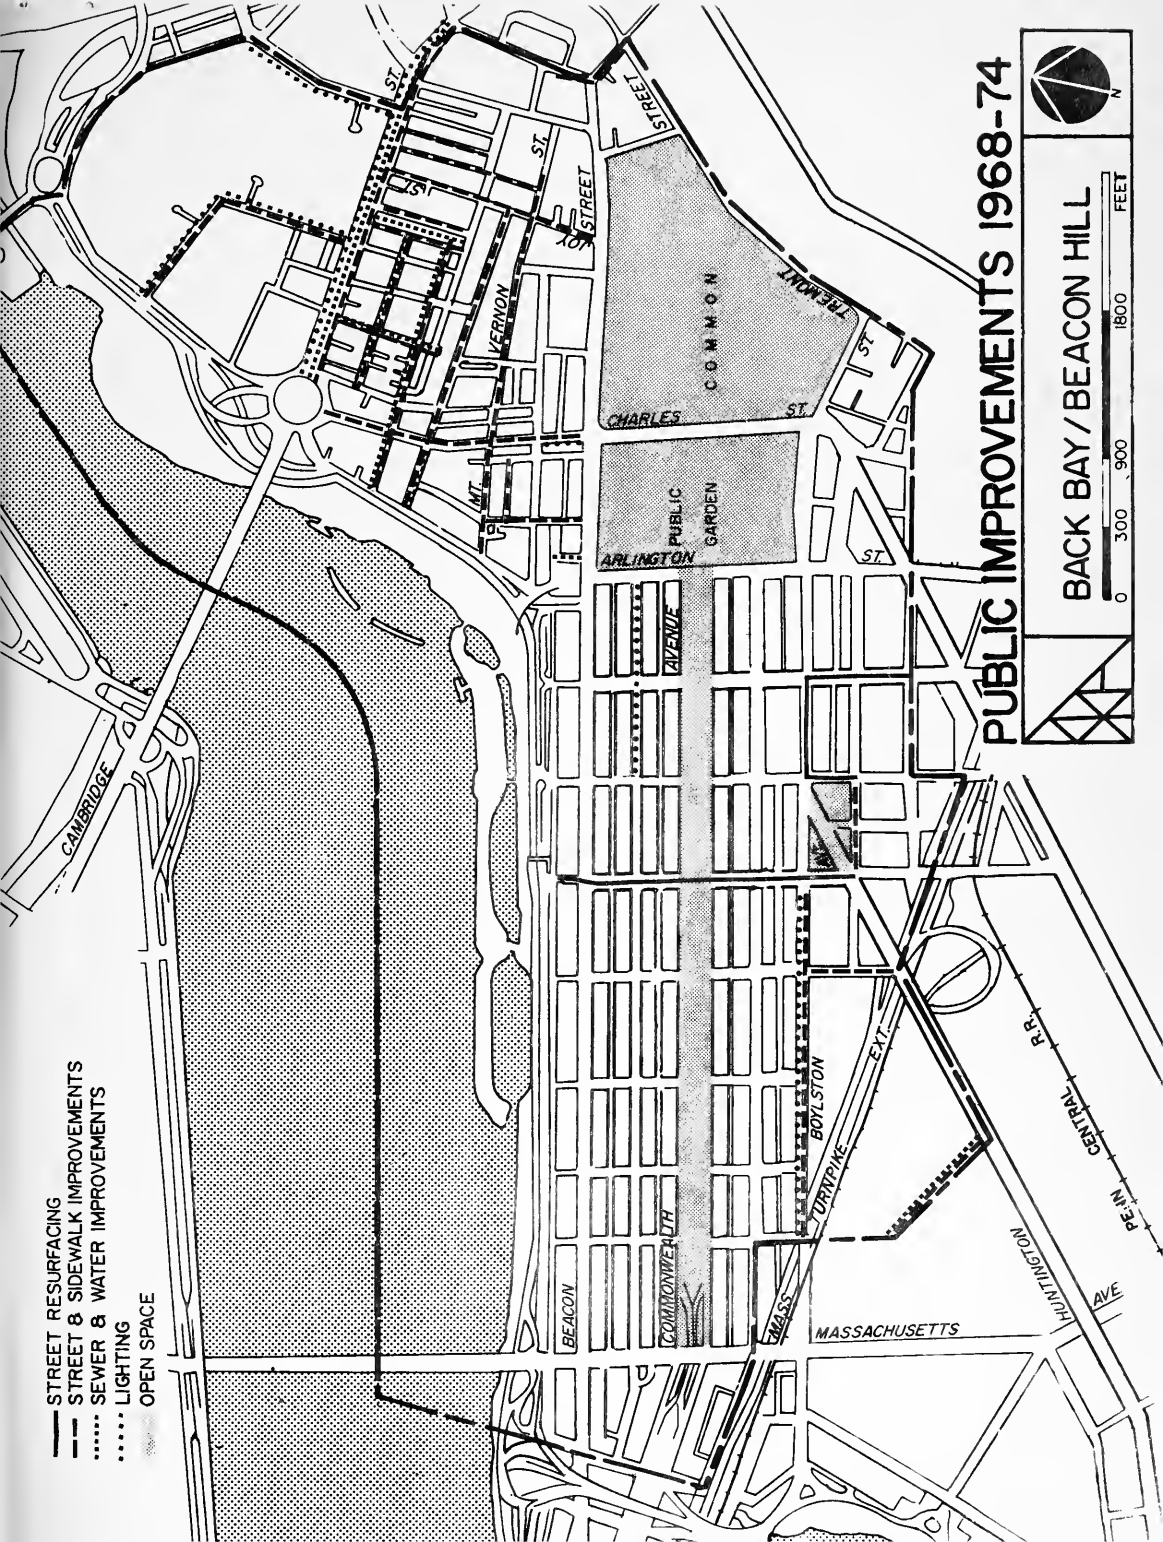 STREET RESURFACING
STREET & SIDEWALK IMPROVEMENTS
SEWER & WATER IMPROVEMENTS
LIGHTING
OPEN SPACE
CAMBRIDGE
ST.
ST.
ST.
STREET
STREET
JOY
VERNON
MT.
COMMON
TREMONT
ST.
CHARLES
ST.
PUBLIC
GARDEN
ARLINGTON
ST.
AVENUE
AVE
BEACON
COMMONWEALTH
BOYLSTON
MASS
TURNPIKE
EXT.
MASSACHUSETTS
HUNTINGTON
AVE
PENN
CENTRAL
R.R.
PUBLIC IMPROVEMENTS 1968-74
BACK BAY/BEACON HILL
0 300 900 1800 FEET
N